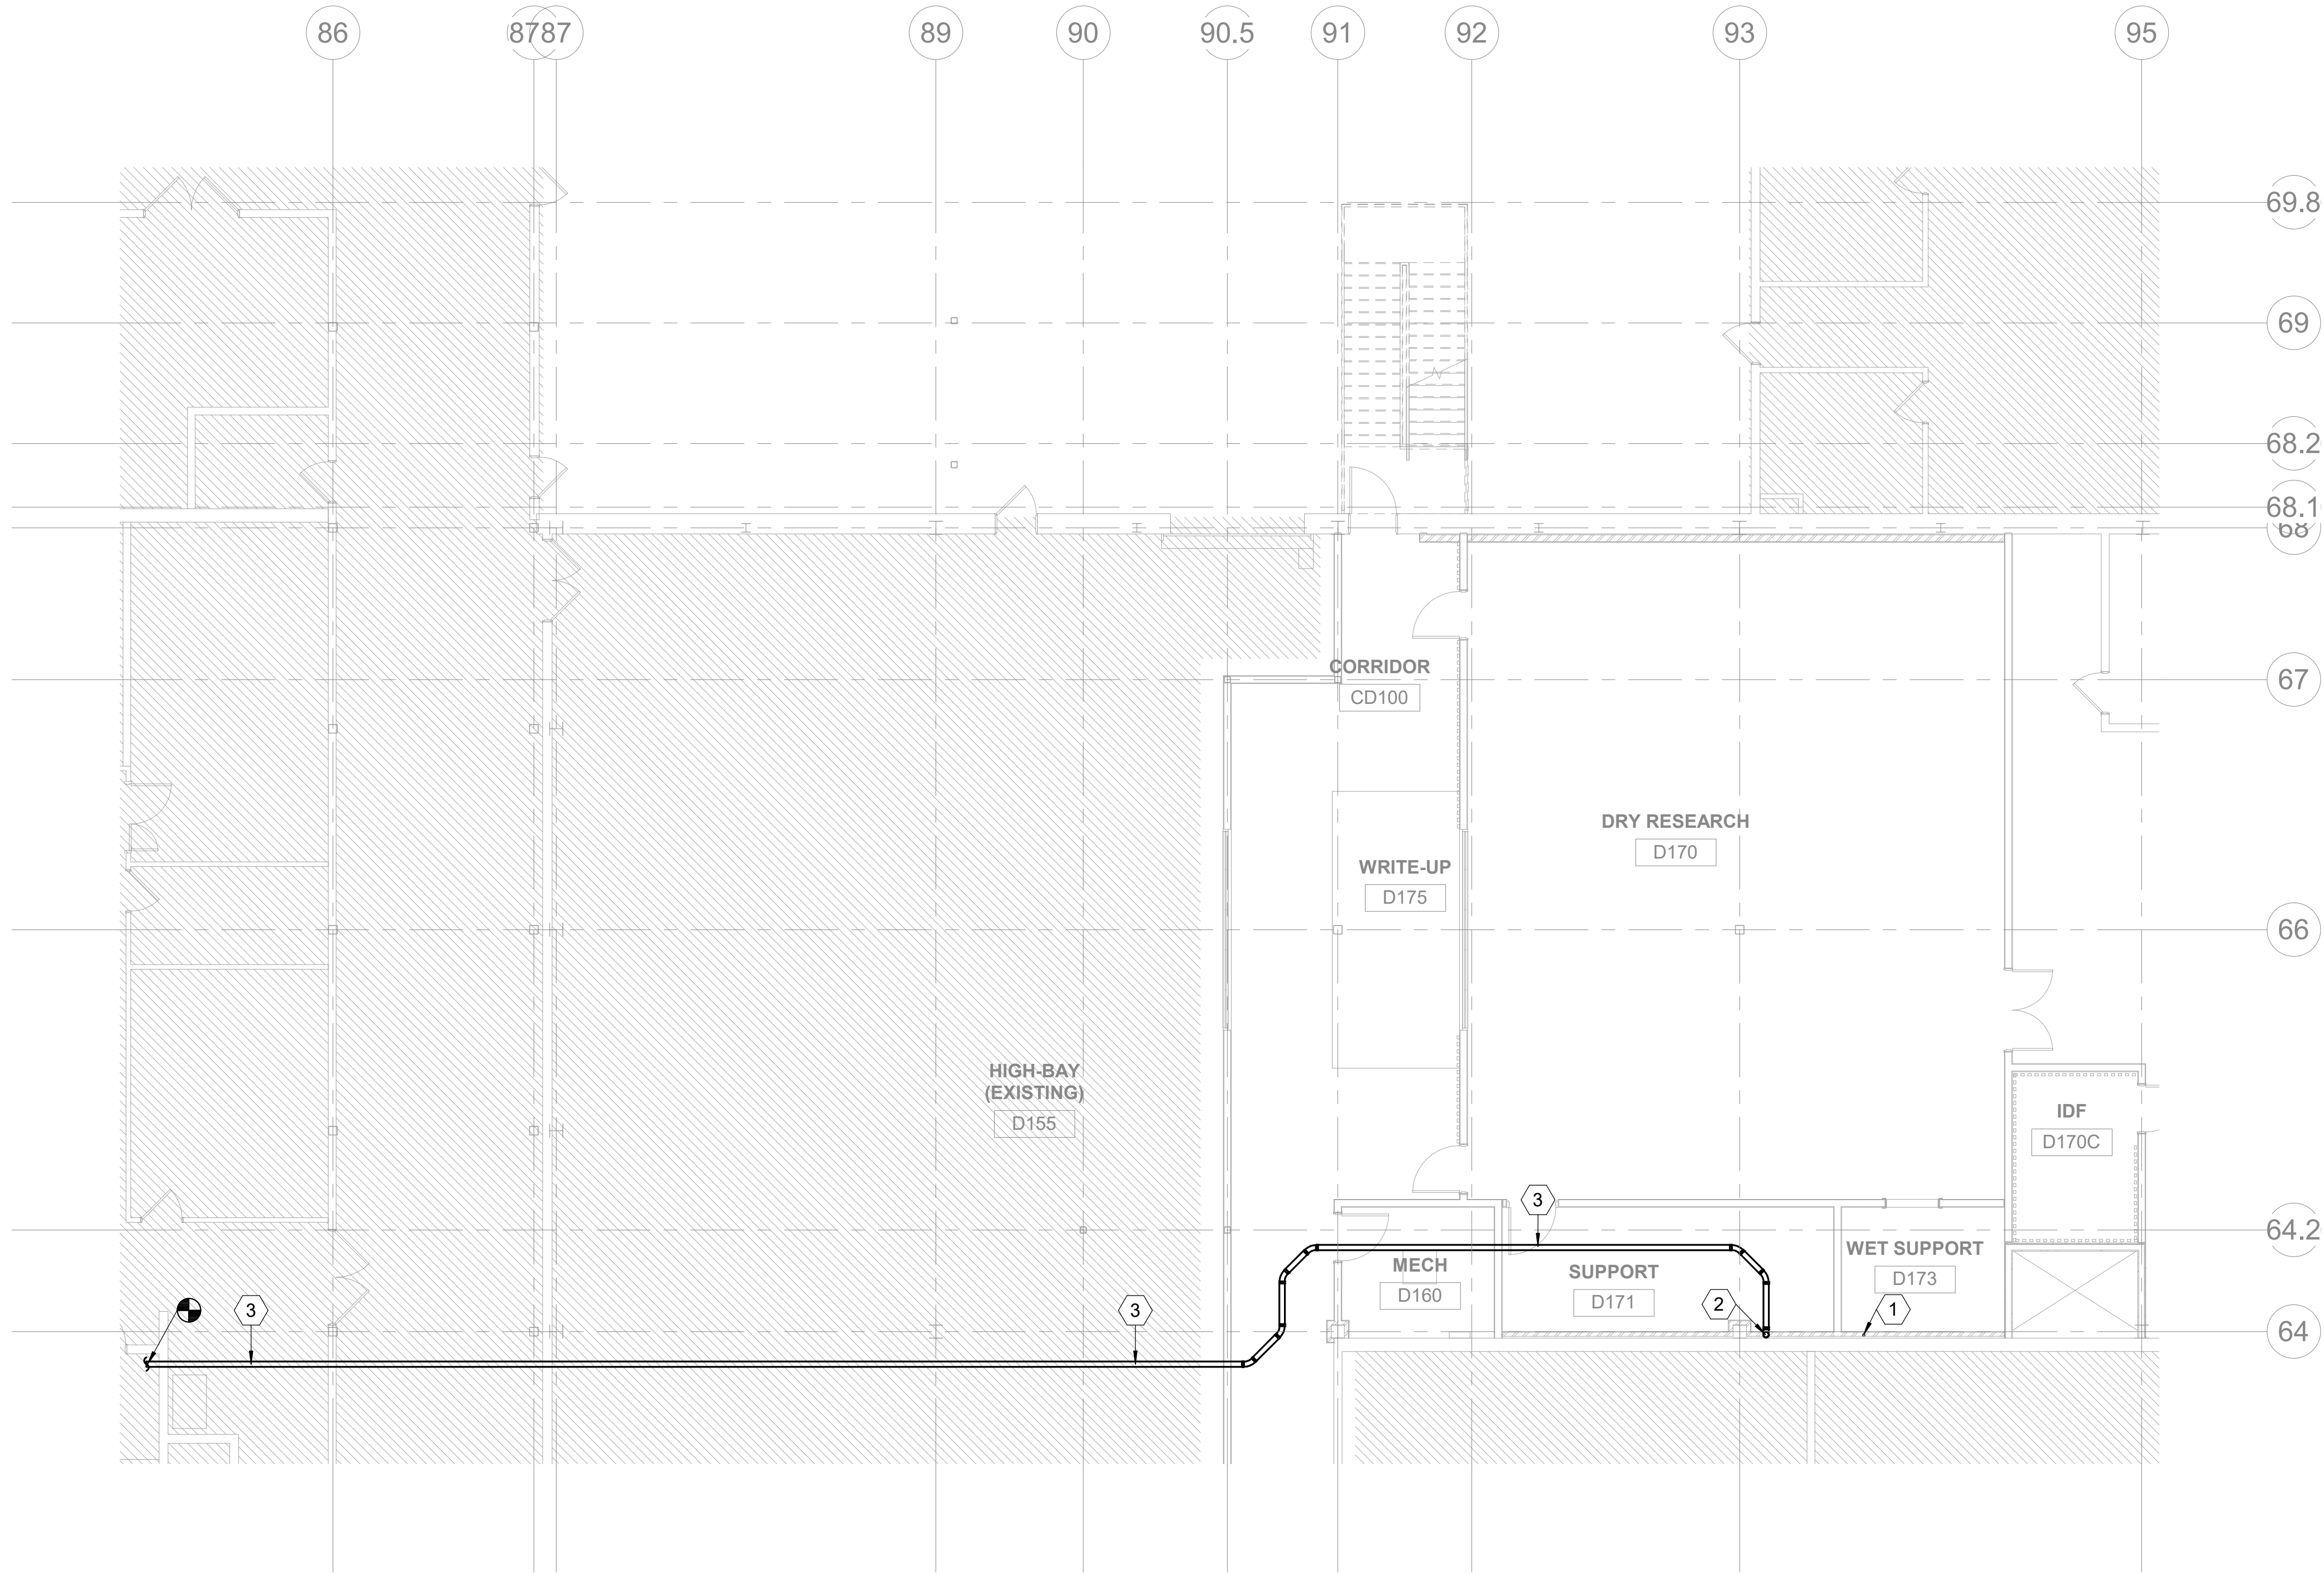 86
87
87
89
90
90.5
91
92
93
95
69.8
69
68.2
68.1
68
CORRIDOR
CD100
67
DRY RESEARCH
D170
WRITE-UP
D175
66
HIGH-BAY
(EXISTING)
D155
IDF
D170C
3
64.2
WET SUPPORT
D173
MECH
D160
SUPPORT
D171
3
3
2
1
64